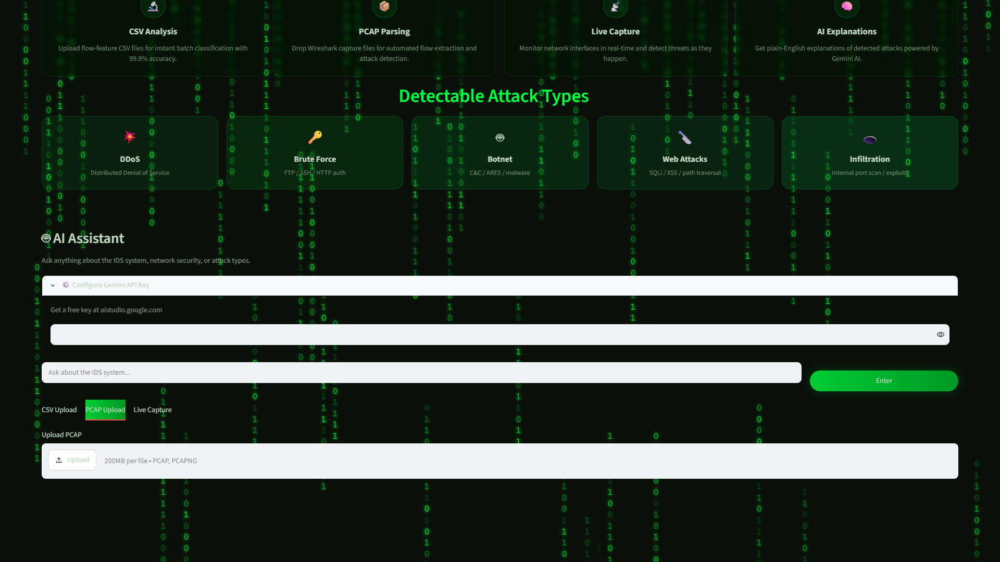 CSV Analysis
Upload flow-feature CSV files for instant batch classification with
99.9% accuracy.
PCAP Parsing
Drop Wireshark capture files for automated flow extraction and
attack detection.
Live Capture
Monitor network interfaces in real-time and detect threats as they
happen.
AI Explanations
Get plain-English explanations of detected attacks powered by
Gemini AI.
Detectable Attack Types
DDoS
Distributed Denial of Service
Brute Force
FTP / SSH / HTTP auth
Botnet
C&C / ARES / malware
Web Attacks
SQLi / XSS / path traversal
Infiltration
Internal port scan / exploits
AI Assistant
Ask anything about the IDS system, network security, or attack types.
Configure Gemini API Key
Get a free key at aistudio.google.com
Ask about the IDS system...
Enter
CSV Upload PCAP Upload Live Capture
Upload PCAP
Upload 200MB per file • PCAP, PCAPNG